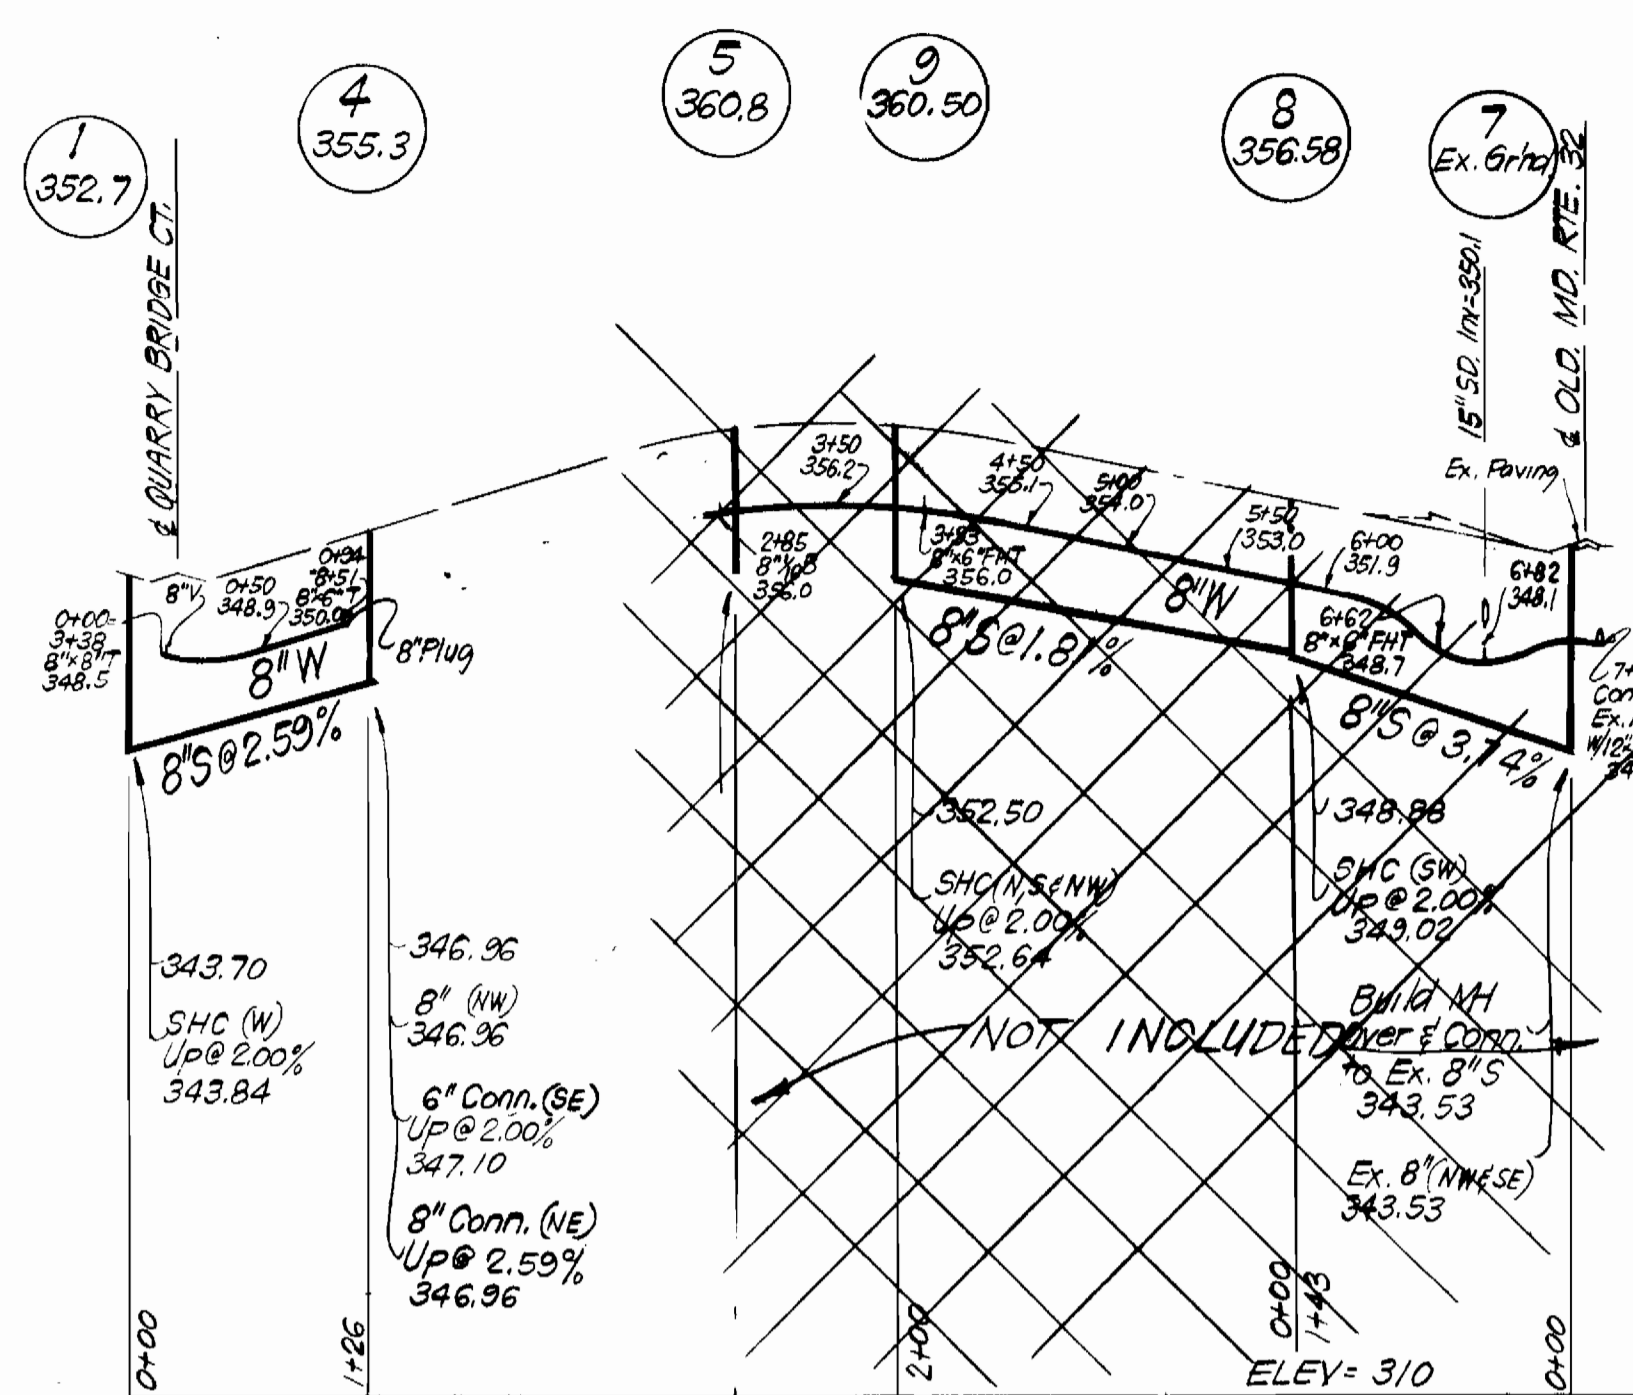 1
352.7
4
355.3
5
360.8
9
360.50
8
356.58
7
Ex. Gr'nd
℄ QUARRY BRIDGE CT.
15" SD. Inv=350.1
℄ OLD. MD. RTE. 32
Ex. Paving
0+00=
3+38
8"x8"T
348.5
8"V
0+50
348.9
0+94
8+51
8"x6"T
8"Plug
8"W
8"S@2.59%
3+50
356.2
2+85
356.0
3+93
8"x6"FHT
356.0
4+50
355.1
5+00
354.0
5+50
353.0
6+00
351.9
6+62
8"x6"FHT
348.7
6+82
348.1
8"W
8"S@1.81%
8"S@3.74%
343.70
SHC (W)
Up@2.00%
343.84
346.96
8" (NW)
346.96
6" Conn. (SE)
Up@2.00%
347.10
8" Conn. (NE)
Up@ 2.59%
346.96
352.50
SHC (N,S&NW)
Up@2.00%
352.64
348.88
SHC (SW)
Up@2.00%
349.02
NOT INCLUDED
Build MH
Over & Conn.
to Ex. 8"S
343.53
Ex. 8" (NW&SE)
343.53
0+00
1+26
2+00
0+00
1+43
0+00
ELEV= 310